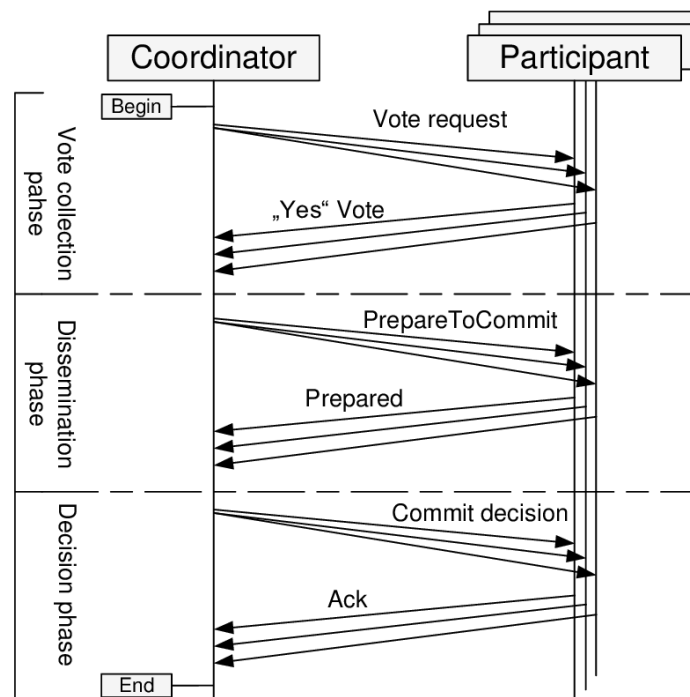 Coordinator
Participant
Begin
Vote request
Vote collection
pahse
„Yes“ Vote
PrepareToCommit
Dissemination
phase
Prepared
Commit decision
Decision phase
Ack
End